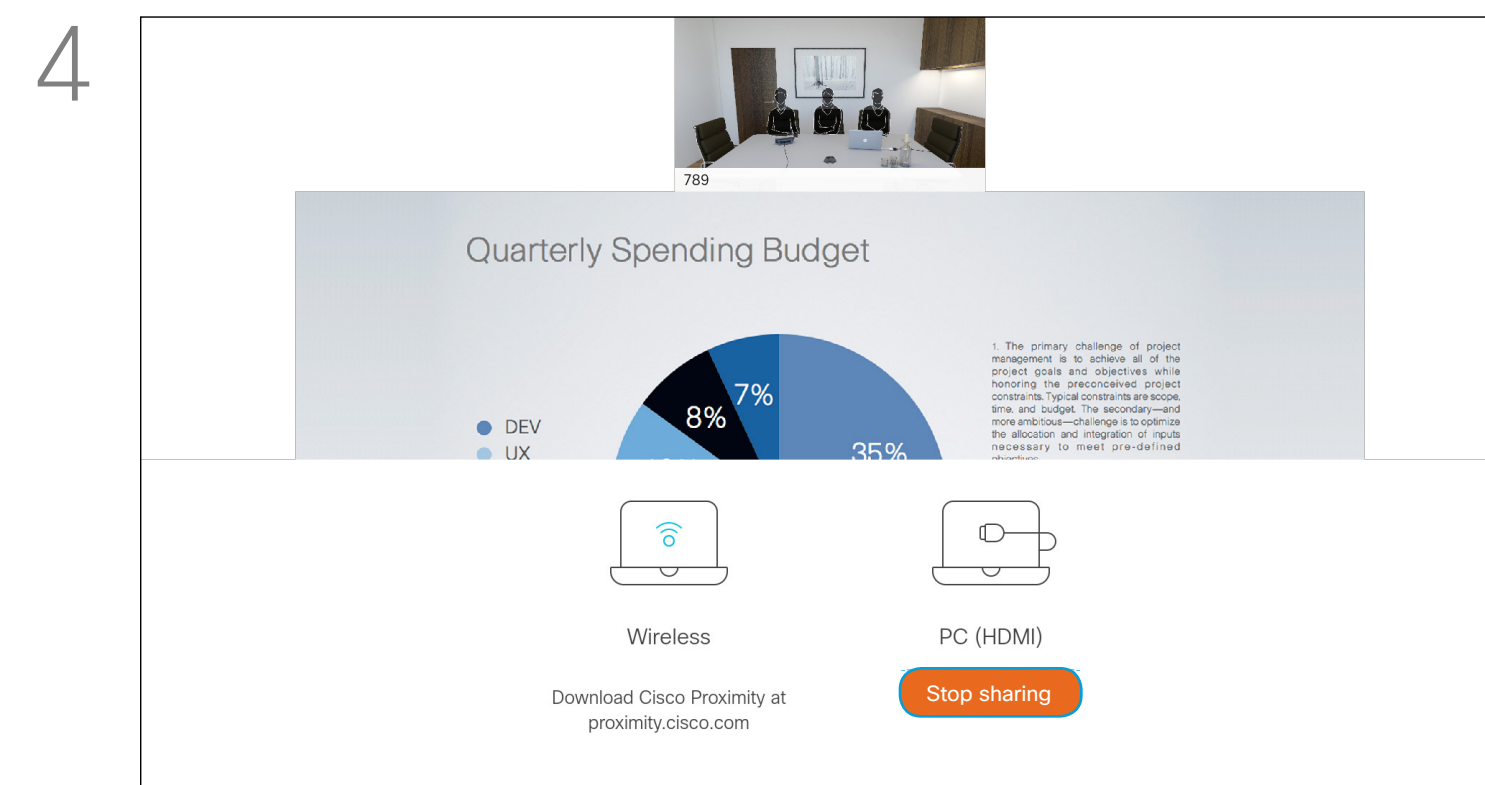 4
789
Quarterly Spending Budget
1. The primary challenge of project
management is to achieve all of the
project goals and objectives while
honoring the preconceived project
constraints. Typical constraints are scope,
time, and budget. The secondary—and
more ambitious—challenge is to optimize
the allocation and integration of inputs
necessary to meet pre-defined
objectives.
7%
8%
35%
DEV
UX
Wireless
PC (HDMI)
Download Cisco Proximity at
proximity.cisco.com
Stop sharing